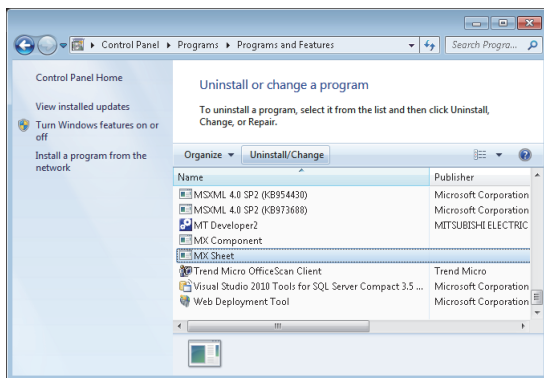 Control Panel Programs Programs and Features
Search Progra...
Control Panel Home
View installed updates
Turn Windows features on or
off
Install a program from the
network
Uninstall or change a program
To uninstall a program, select it from the list and then click Uninstall,
Change, or Repair.
Organize Uninstall/Change
Name Publisher
MSXML 4.0 SP2 (KB954430) Microsoft Corporation
MSXML 4.0 SP2 (KB973688) Microsoft Corporation
MT Developer2 MITSUBISHI ELECTRIC
MX Component
MX Sheet
Trend Micro OfficeScan Client Trend Micro
Visual Studio 2010 Tools for SQL Server Compact 3.5 ... Microsoft Corporation
Web Deployment Tool Microsoft Corporation